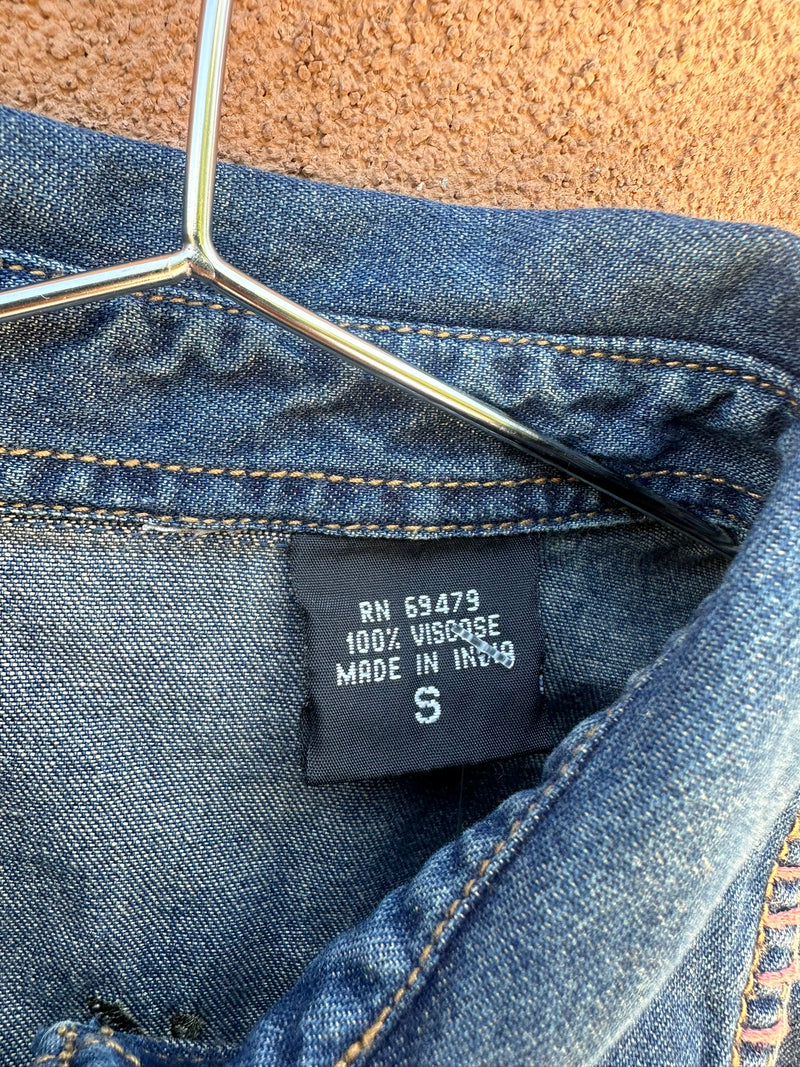 RN 69479
100% VISCOSE
MADE IN INDIA
S